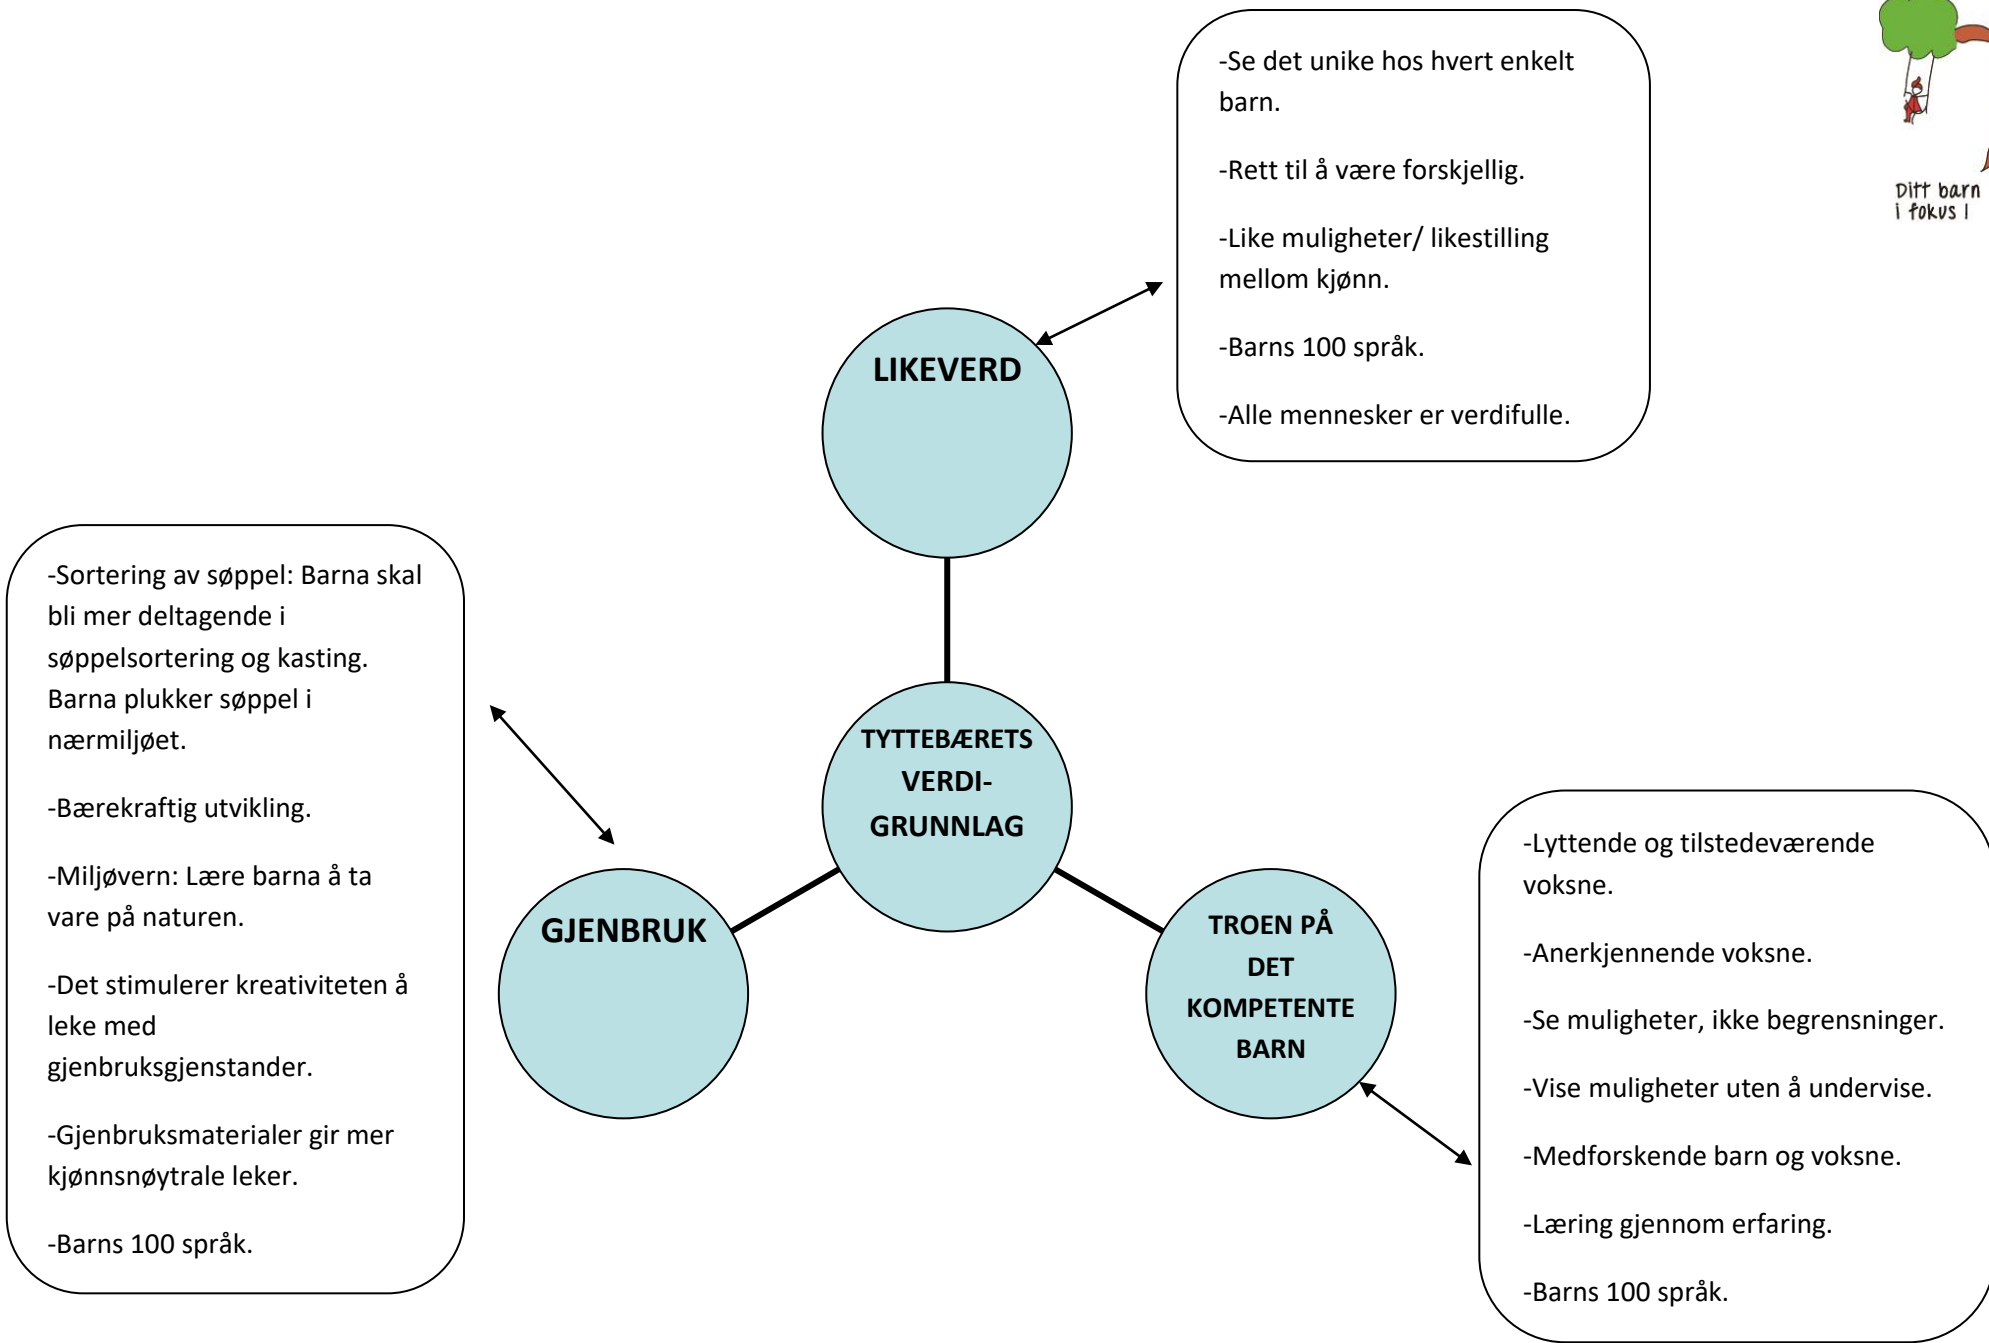 Ditt barn
i fokus !
-Se det unike hos hvert enkelt
barn.
-Rett til å være forskjellig.
-Like muligheter/ likestilling
mellom kjønn.
-Barns 100 språk.
-Alle mennesker er verdifulle.
LIKEVERD
-Sortering av søppel: Barna skal
bli mer deltagende i
søppelsortering og kasting.
Barna plukker søppel i
nærmiljøet.
-Bærekraftig utvikling.
-Miljøvern: Lære barna å ta
vare på naturen.
-Det stimulerer kreativiteten å
leke med
gjenbruksgjenstander.
-Gjenbruksmaterialer gir mer
kjønnsnøytrale leker.
-Barns 100 språk.
TYTTEBÆRETS
VERDI-
GRUNNLAG
GJENBRUK
TROEN PÅ
DET
KOMPETENTE
BARN
-Lyttende og tilstedeværende
voksne.
-Anerkjennende voksne.
-Se muligheter, ikke begrensninger.
-Vise muligheter uten å undervise.
-Medforskende barn og voksne.
-Læring gjennom erfaring.
-Barns 100 språk.